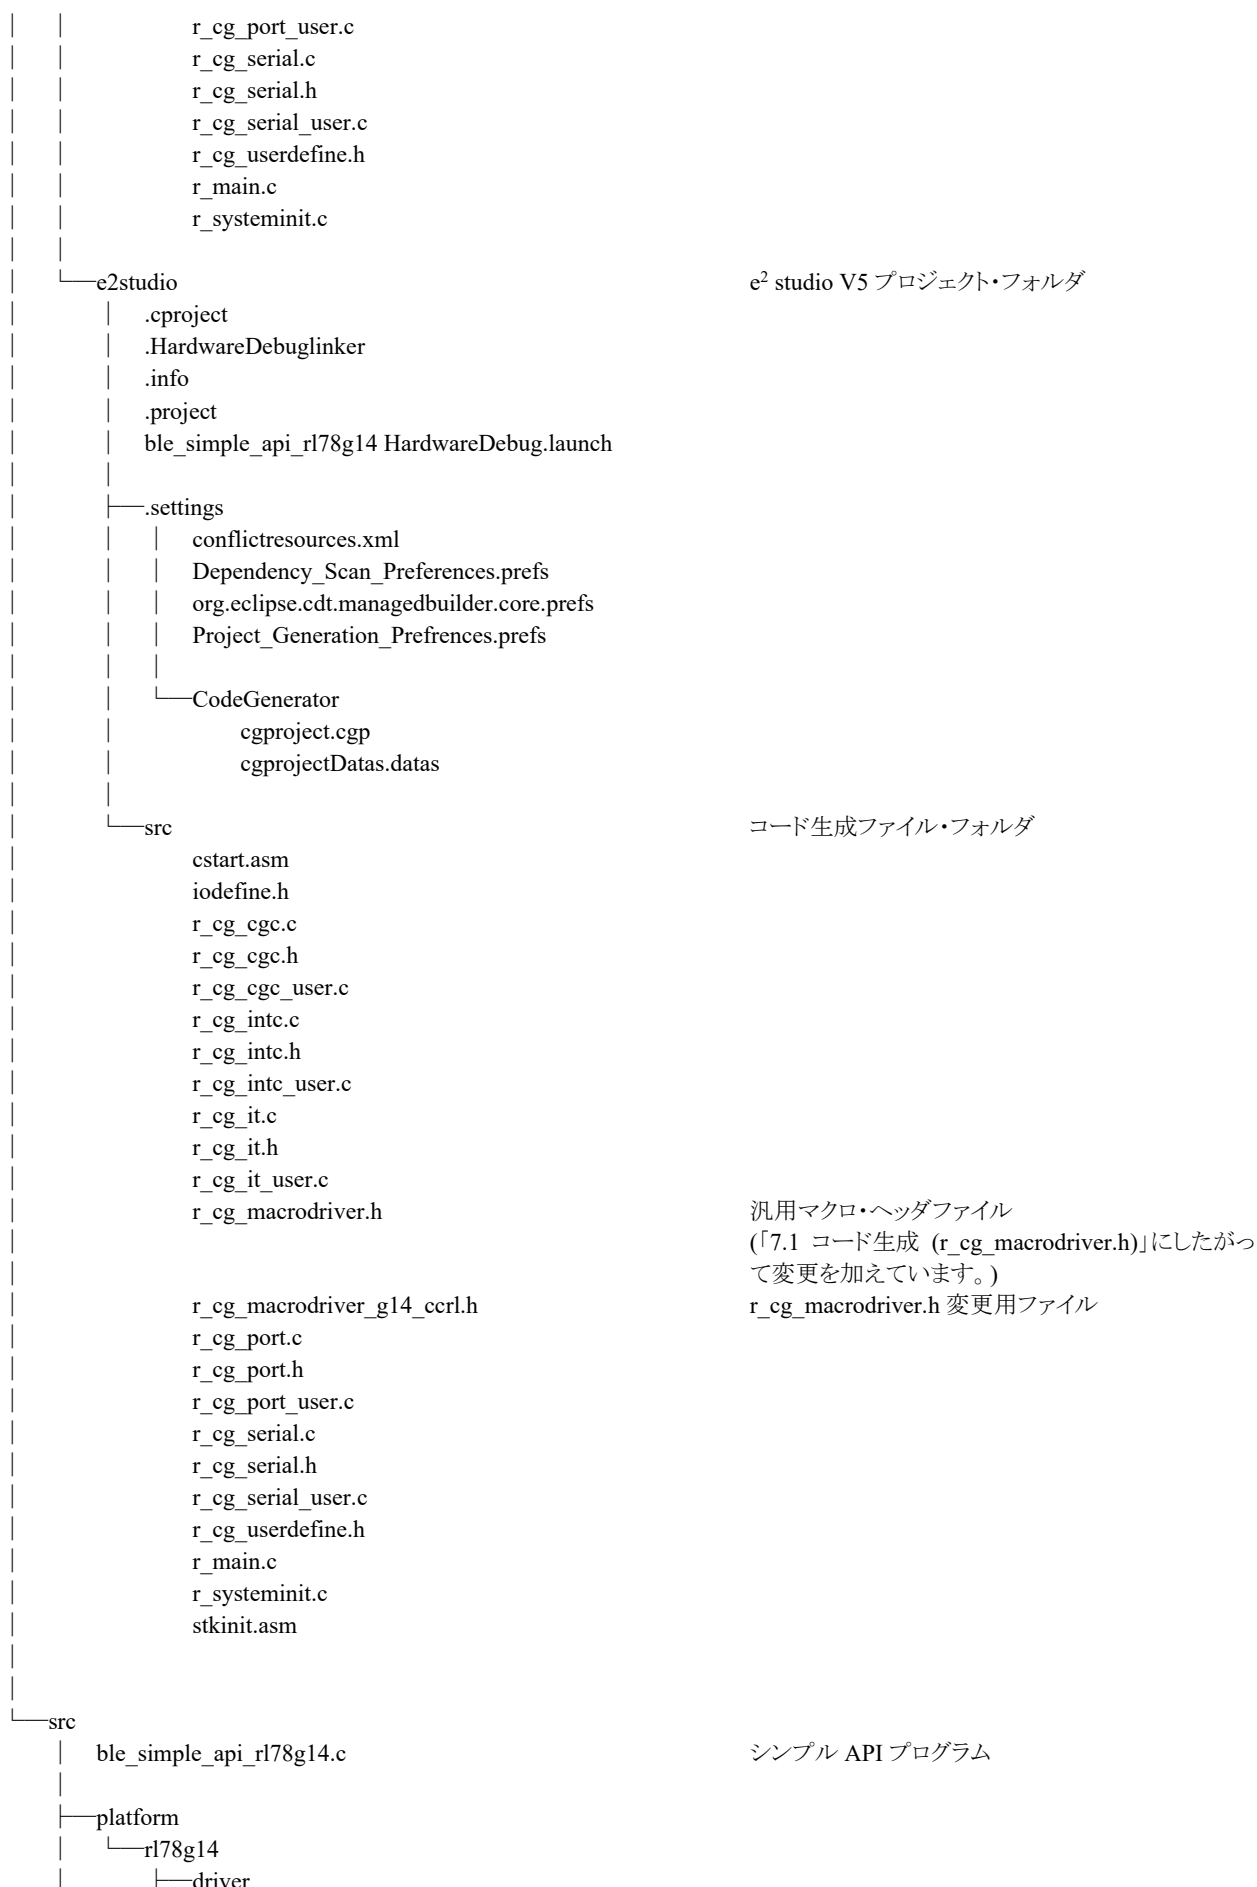 r_cg_port_user.c
r_cg_serial.c
r_cg_serial.h
r_cg_serial_user.c
r_cg_userdefine.h
r_main.c
r_systeminit.c
e2studio e² studio V5 プロジェクト・フォルダ
.cproject
.HardwareDebuglinker
.info
.project
ble_simple_api_rl78g14 HardwareDebug.launch
.settings
conflictresources.xml
Dependency_Scan_Preferences.prefs
org.eclipse.cdt.managedbuilder.core.prefs
Project_Generation_Prefrences.prefs
CodeGenerator
cgproject.cgp
cgprojectDatas.datas
src コード生成ファイル・フォルダ
cstart.asm
iodefine.h
r_cg_cgc.c
r_cg_cgc.h
r_cg_cgc_user.c
r_cg_intc.c
r_cg_intc.h
r_cg_intc_user.c
r_cg_it.c
r_cg_it.h
r_cg_it_user.c
r_cg_macrodriver.h 汎用マクロ・ヘッダファイル
(「7.1 コード生成 (r_cg_macrodriver.h)」にしたがっ
て変更を加えています。)
r_cg_macrodriver_g14_ccrl.h r_cg_macrodriver.h 変更用ファイル
r_cg_port.c
r_cg_port.h
r_cg_port_user.c
r_cg_serial.c
r_cg_serial.h
r_cg_serial_user.c
r_cg_userdefine.h
r_main.c
r_systeminit.c
stkinit.asm
src
ble_simple_api_rl78g14.c シンプル API プログラム
platform
rl78g14
driver